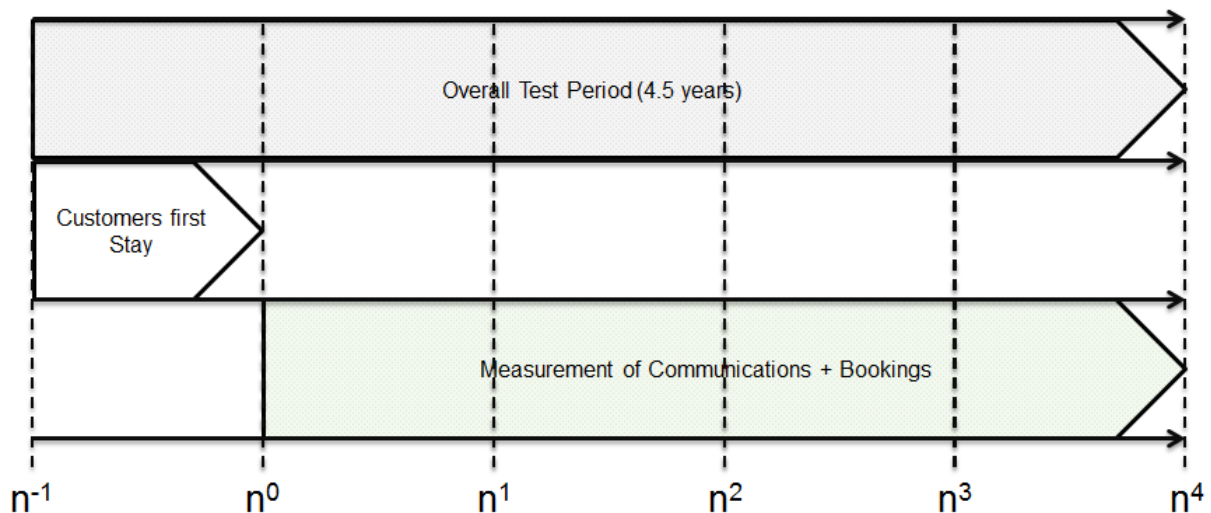 Overall Test Period (4.5 years)
Customers first
Stay
Measurement of Communications + Bookings
n⁻¹ n⁰ n¹ n² n³ n⁴